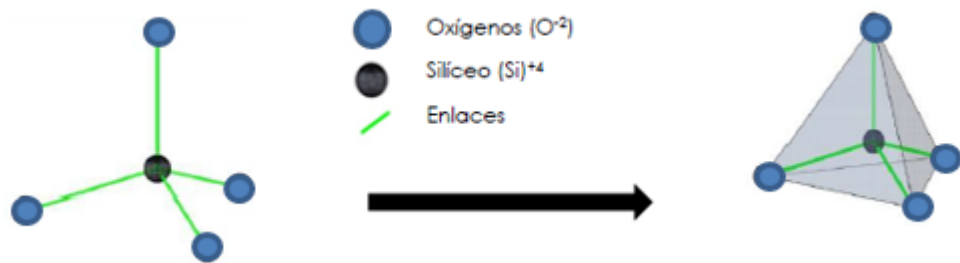 Oxígenos (O⁻²)
Silíceo (Si)⁺⁴
Enlaces